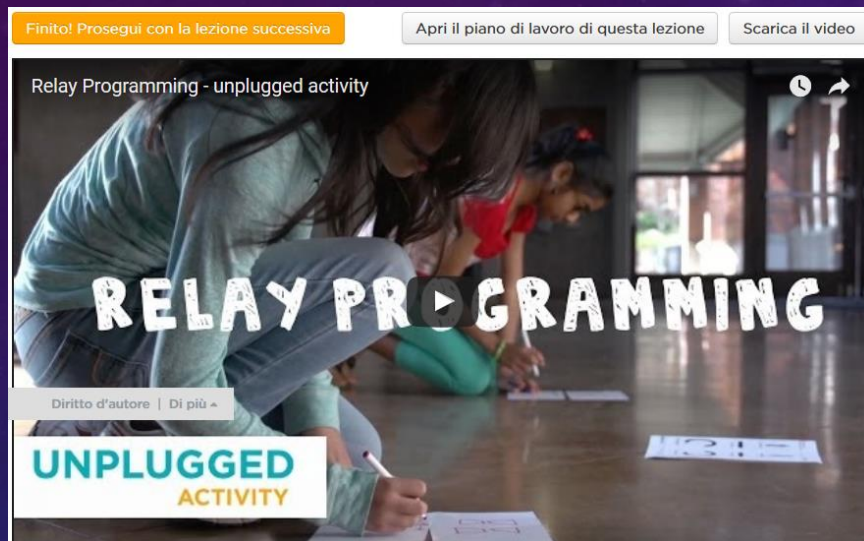 Finito! Prosegui con la lezione successiva
Apri il piano di lavoro di questa lezione
Scarica il video
Relay Programming - unplugged activity
RELAY PROGRAMMING
Diritto d'autore | Di più
UNPLUGGED
ACTIVITY